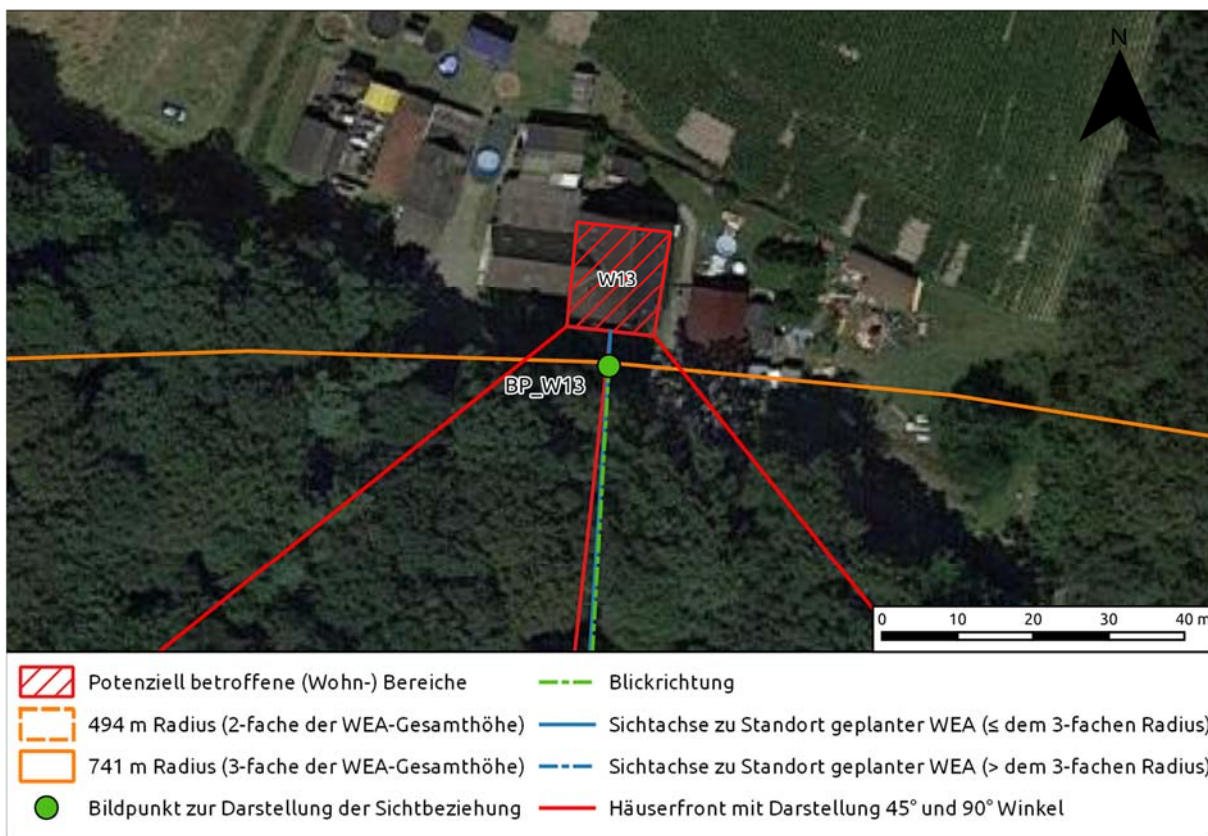 N
W13
BP_W13
0 10 20 30 40 m
Potenziell betroffene (Wohn-) Bereiche
494 m Radius (2-fache der WEA-Gesamthöhe)
741 m Radius (3-fache der WEA-Gesamthöhe)
Bildpunkt zur Darstellung der Sichtbeziehung
Blickrichtung
Sichtachse zu Standort geplanter WEA (≤ dem 3-fachen Radius)
Sichtachse zu Standort geplanter WEA (> dem 3-fachen Radius)
Häuserfront mit Darstellung 45° und 90° Winkel